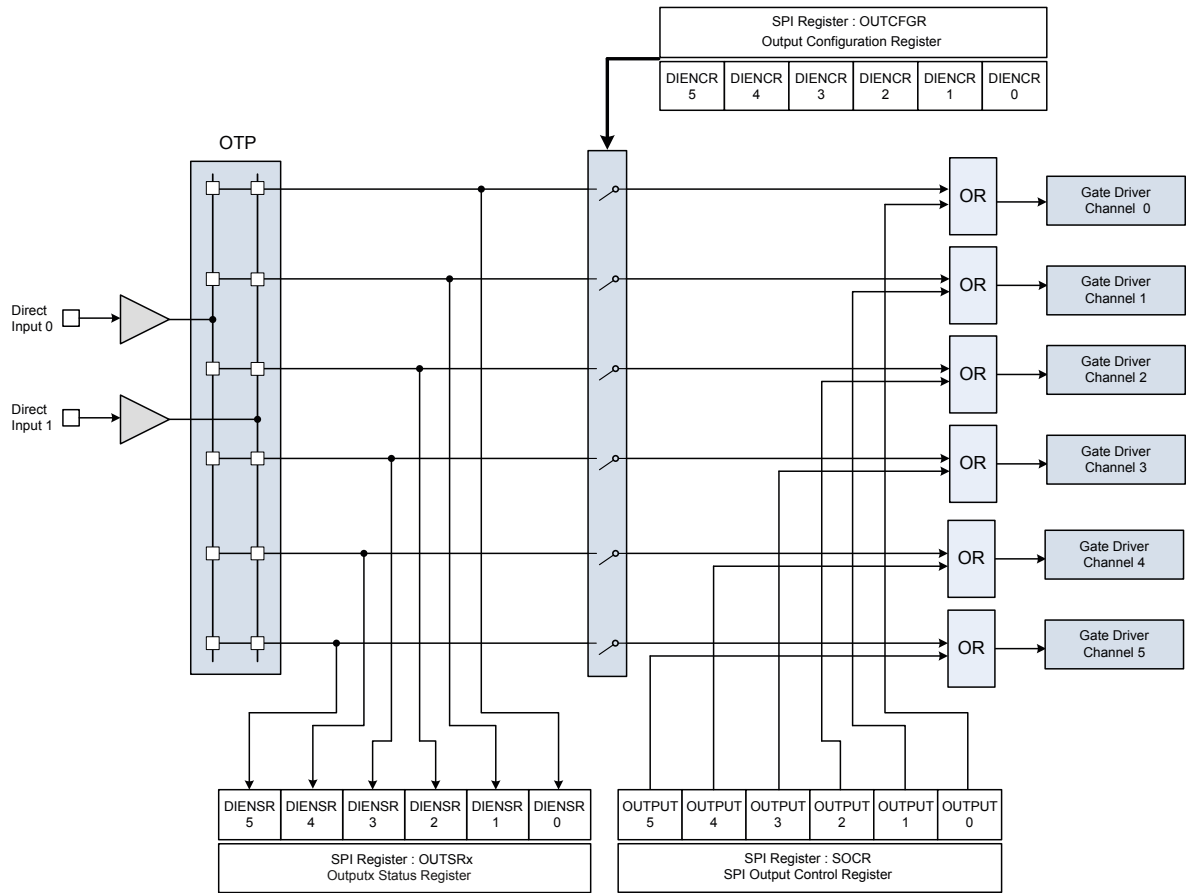 SPI Register : OUTCFGR
Output Configuration Register
DIENCR 5
DIENCR 4
DIENCR 3
DIENCR 2
DIENCR 1
DIENCR 0
OTP
Direct
Input 0
Direct
Input 1
OR
Gate Driver
Channel 0
OR
Gate Driver
Channel 1
OR
Gate Driver
Channel 2
OR
Gate Driver
Channel 3
OR
Gate Driver
Channel 4
OR
Gate Driver
Channel 5
DIENSR 5
DIENSR 4
DIENSR 3
DIENSR 2
DIENSR 1
DIENSR 0
SPI Register : OUTSRx
Outputx Status Register
OUTPUT 5
OUTPUT 4
OUTPUT 3
OUTPUT 2
OUTPUT 1
OUTPUT 0
SPI Register : SOCR
SPI Output Control Register